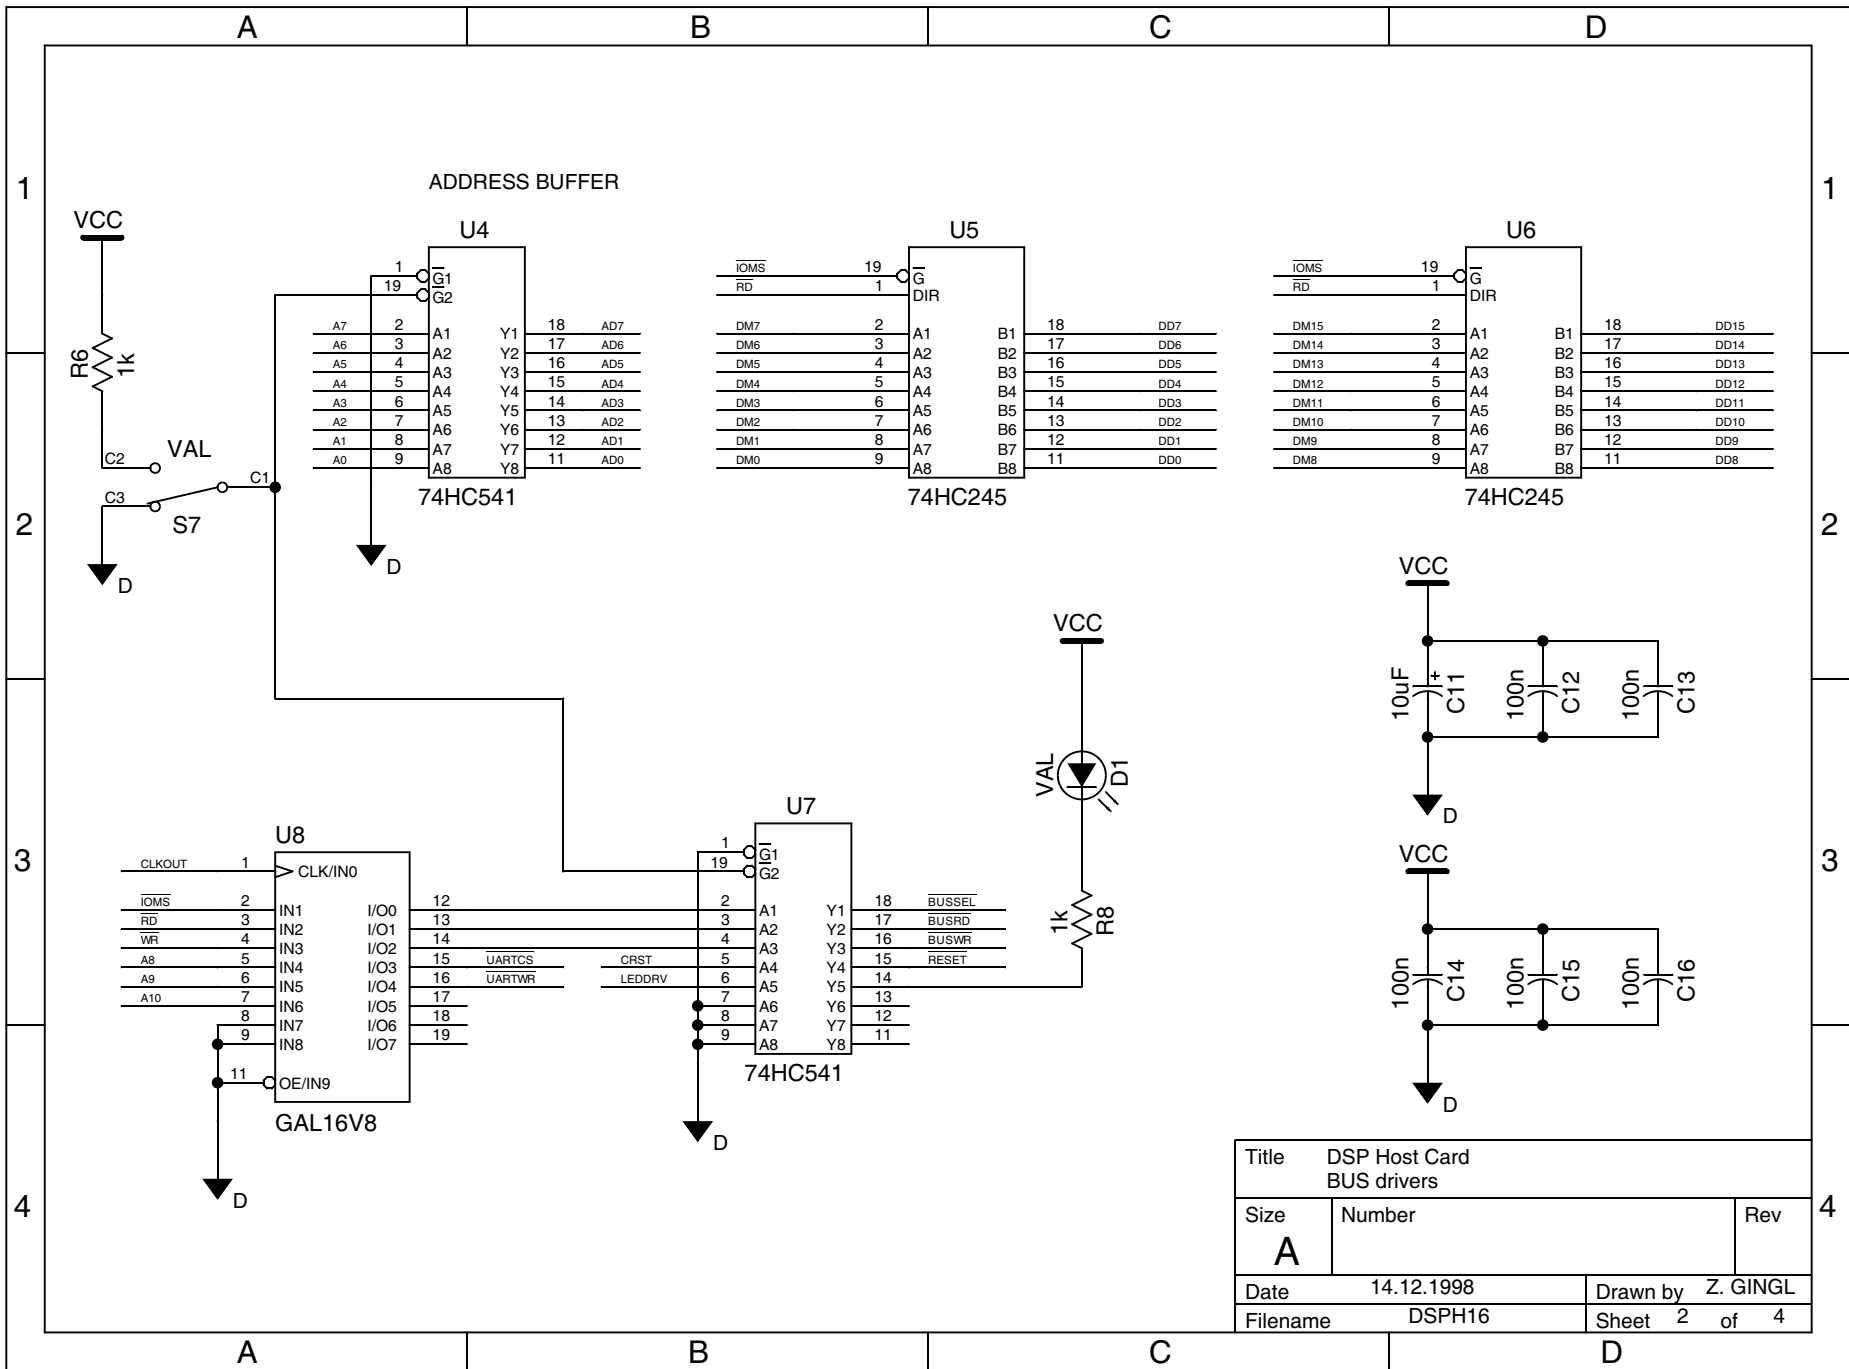 A B C D
1 1
ADDRESS BUFFER
VCC
U4 U5 U6
1 G1
19 G2
IOMS 19 G
RD 1 DIR
IOMS 19 G
RD 1 DIR
A7 2 A1 Y1 18 AD7
A6 3 A2 Y2 17 AD6
A5 4 A3 Y3 16 AD5
A4 5 A4 Y4 15 AD4
A3 6 A5 Y5 14 AD3
A2 7 A6 Y6 13 AD2
A1 8 A7 Y7 12 AD1
A0 9 A8 Y8 11 AD0
74HC541
DM7 2 A1 B1 18 DD7
DM6 3 A2 B2 17 DD6
DM5 4 A3 B3 16 DD5
DM4 5 A4 B4 15 DD4
DM3 6 A5 B5 14 DD3
DM2 7 A6 B6 13 DD2
DM1 8 A7 B7 12 DD1
DM0 9 A8 B8 11 DD0
74HC245
DM15 2 A1 B1 18 DD15
DM14 3 A2 B2 17 DD14
DM13 4 A3 B3 16 DD13
DM12 5 A4 B4 15 DD12
DM11 6 A5 B5 14 DD11
DM10 7 A6 B6 13 DD10
DM9 8 A7 B7 12 DD9
DM8 9 A8 B8 11 DD8
74HC245
R6 1k
C2 VAL
C1
C3
S7
2 2
D
D
VCC
10uF + C11
100n C12
100n C13
D
VCC
VAL D1
1k R8
3 3
U8
CLKOUT 1 CLK/IN0
IOMS 2 IN1 I/O0 12
RD 3 IN2 I/O1 13
WR 4 IN3 I/O2 14
A8 5 IN4 I/O3 15 UARTCS
A9 6 IN5 I/O4 16 UARTWR
A10 7 IN6 I/O5 17
8 IN7 I/O6 18
9 IN8 I/O7 19
11 OE/IN9
GAL16V8
D
U7
1 G1
19 G2
2 A1 Y1 18 BUSSEL
3 A2 Y2 17 BUSRD
4 A3 Y3 16 BUSWR
CRST 5 A4 Y4 15 RESET
LEDDRV 6 A5 Y5 14
7 A6 Y6 13
8 A7 Y7 12
9 A8 Y8 11
74HC541
D
VCC
100n C14
100n C15
100n C16
D
4 4
Title DSP Host Card
BUS drivers
Size Number Rev
A
Date 14.12.1998 Drawn by Z. GINGL
Filename DSPH16 Sheet 2 of 4
A B C D